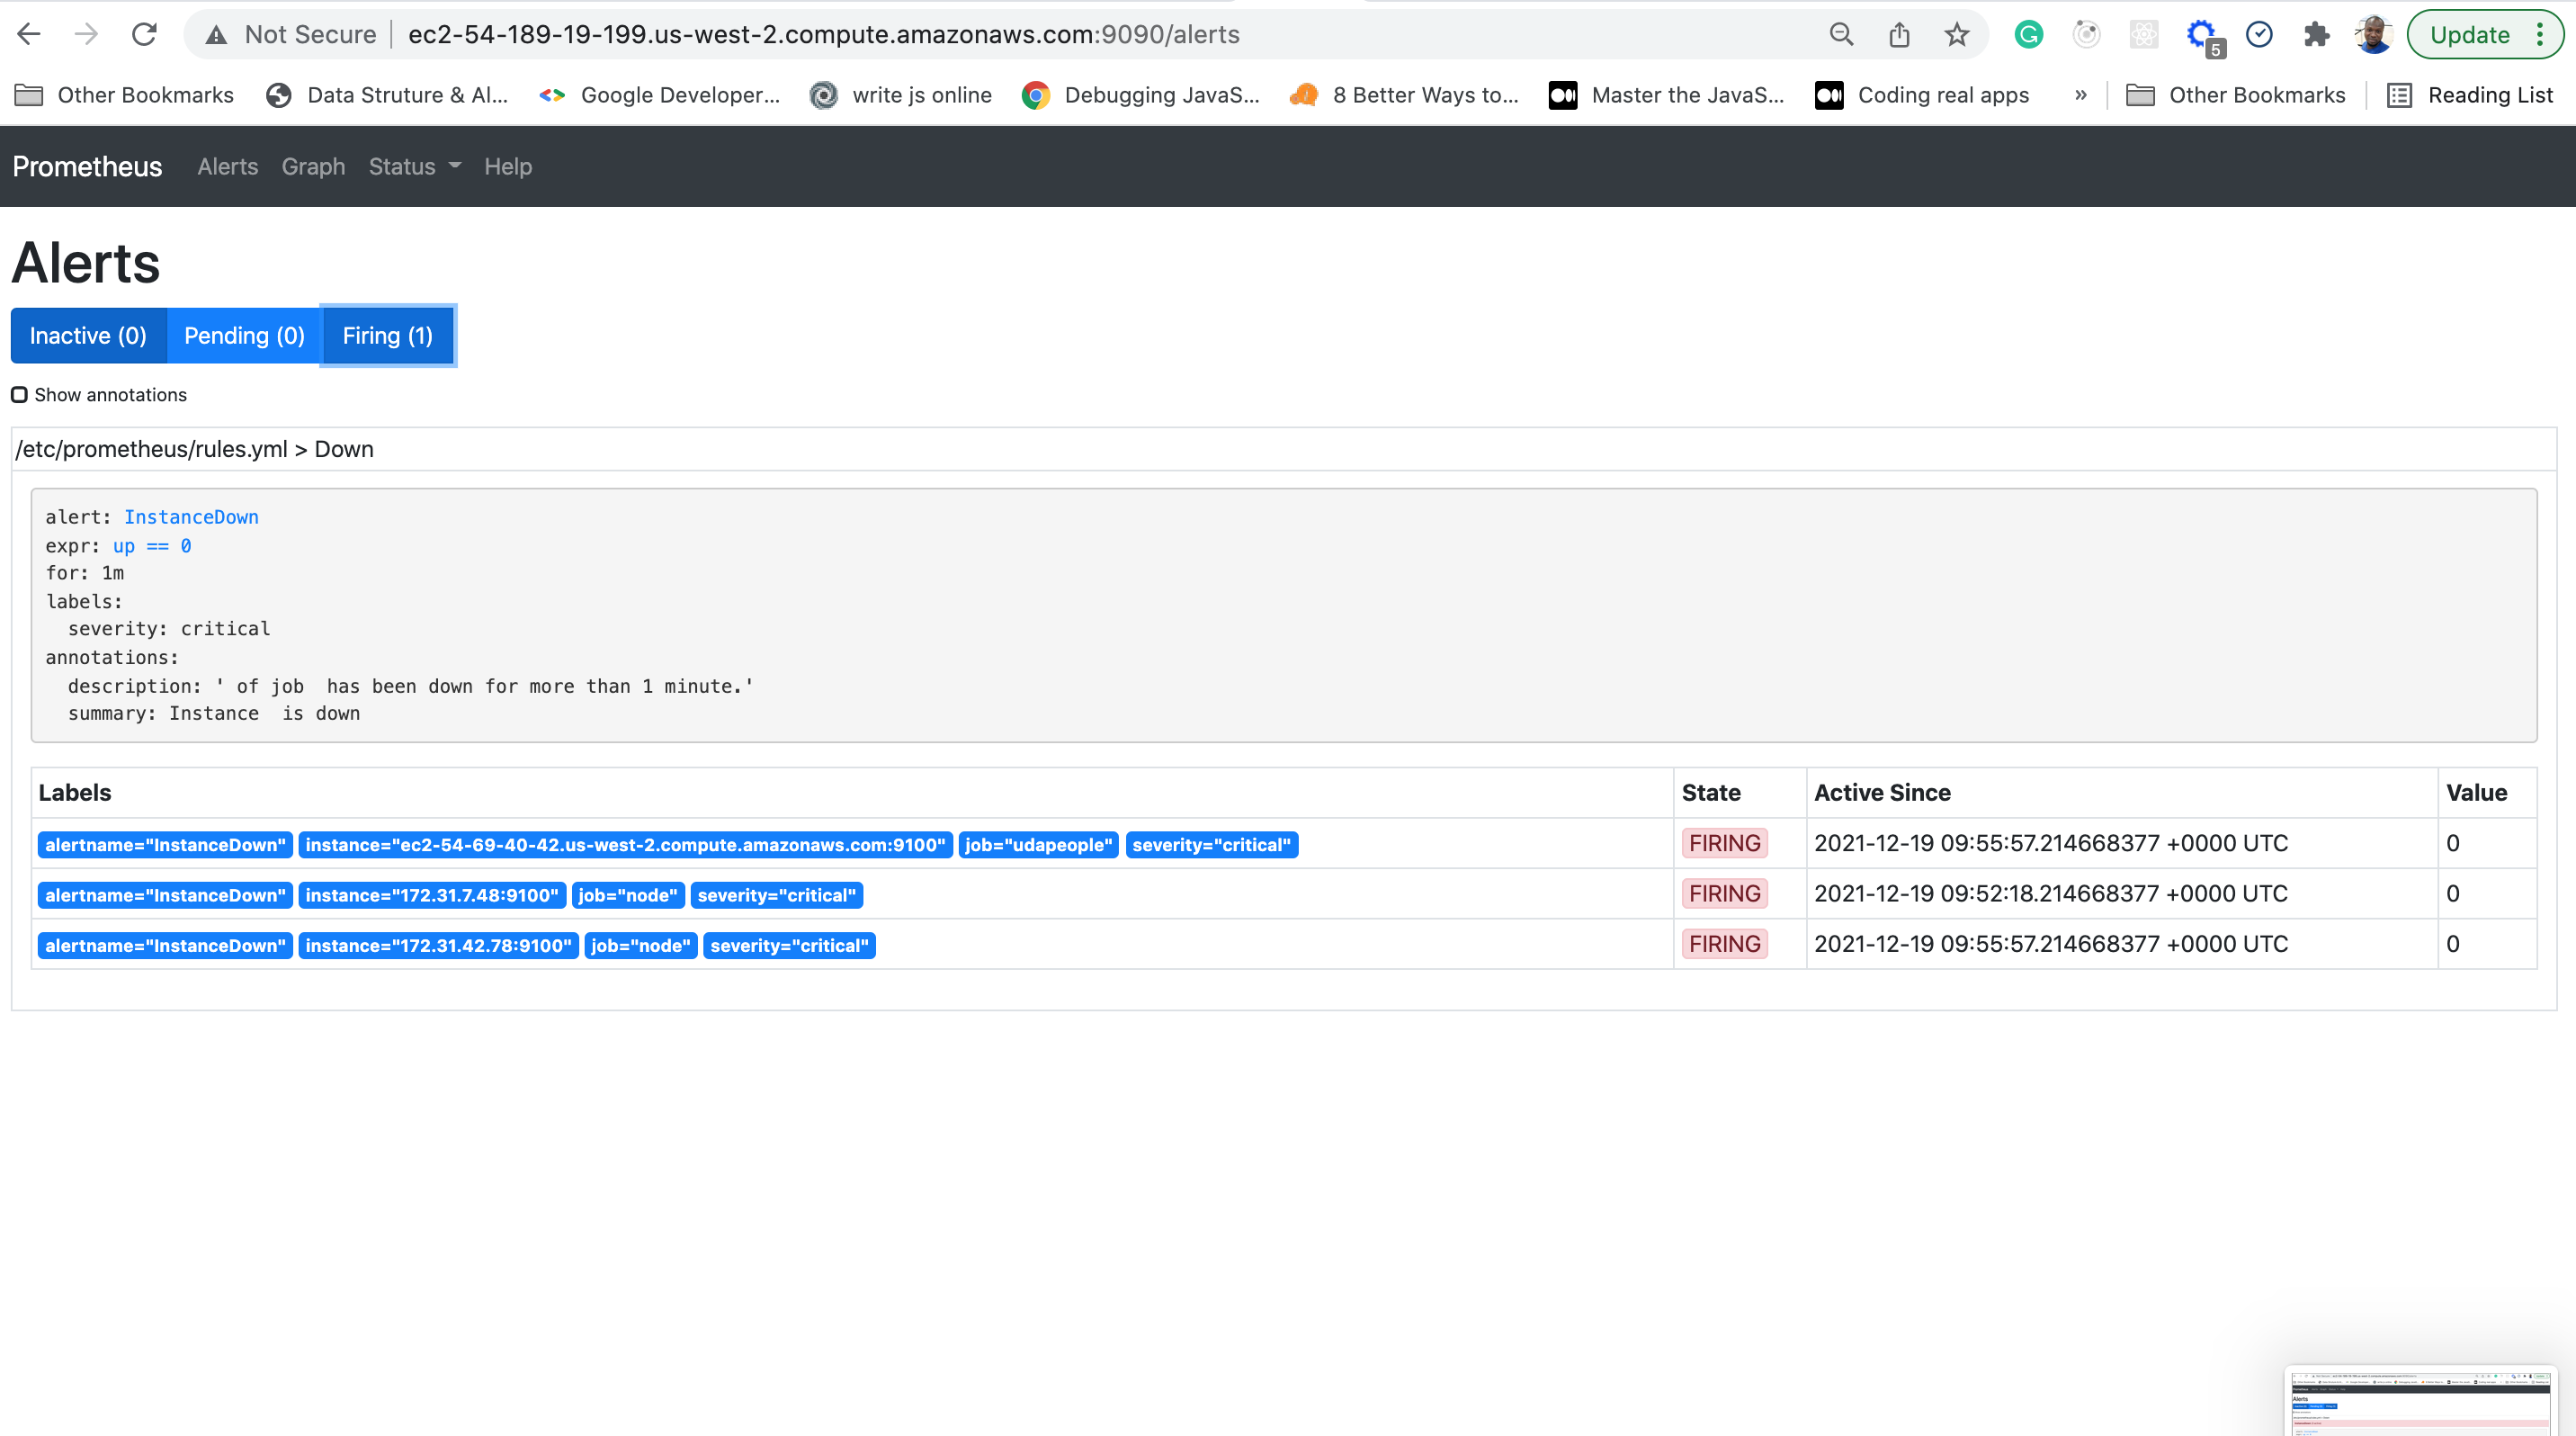 Not Secure ec2-54-189-19-199.us-west-2.compute.amazonaws.com:9090/alerts 5 Update
Other Bookmarks Data Struture & Al... Google Developer... write js online Debugging JavaS... 8 Better Ways to... Master the JavaS... Coding real apps » Other Bookmarks Reading List
Prometheus Alerts Graph Status Help
Alerts
Inactive (0) Pending (0) Firing (1)
Show annotations
/etc/prometheus/rules.yml > Down
alert: InstanceDown
expr: up == 0
for: 1m
labels:
severity: critical
annotations:
description: ' of job  has been down for more than 1 minute.'
summary: Instance  is down
Labels State Active Since Value
alertname="InstanceDown" instance="ec2-54-69-40-42.us-west-2.compute.amazonaws.com:9100" job="udapeople" severity="critical" FIRING 2021-12-19 09:55:57.214668377 +0000 UTC 0
alertname="InstanceDown" instance="172.31.7.48:9100" job="node" severity="critical" FIRING 2021-12-19 09:52:18.214668377 +0000 UTC 0
alertname="InstanceDown" instance="172.31.42.78:9100" job="node" severity="critical" FIRING 2021-12-19 09:55:57.214668377 +0000 UTC 0
Alerts